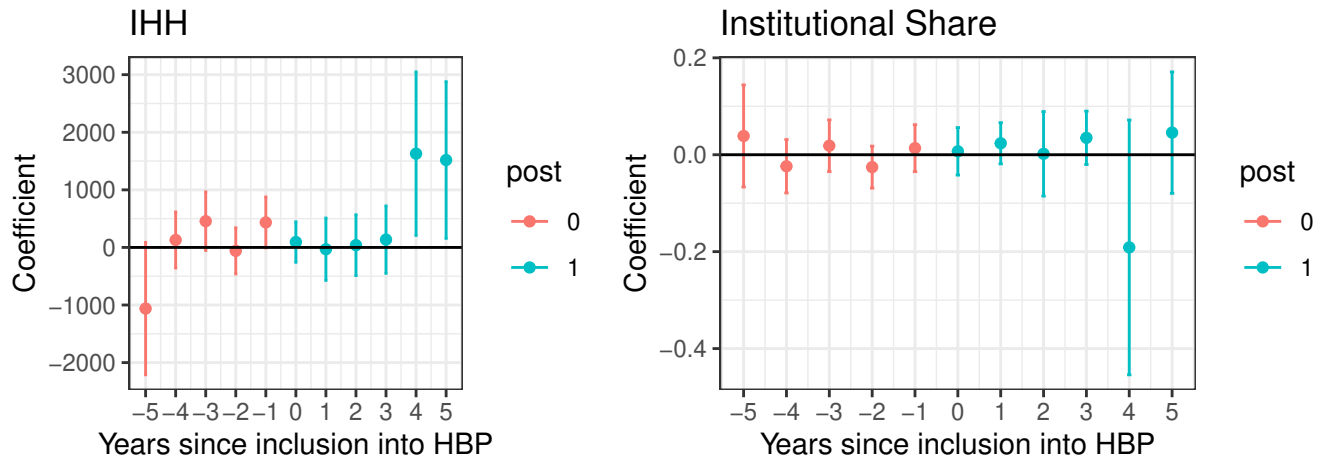 IHH
3000
2000
1000
0
−1000
−2000
Coefficient
−5 −4 −3 −2 −1 0 1 2 3 4 5
Years since inclusion into HBP
post
0
1
Institutional Share
0.2
0.0
−0.2
−0.4
Coefficient
−5 −4 −3 −2 −1 0 1 2 3 4 5
Years since inclusion into HBP
post
0
1